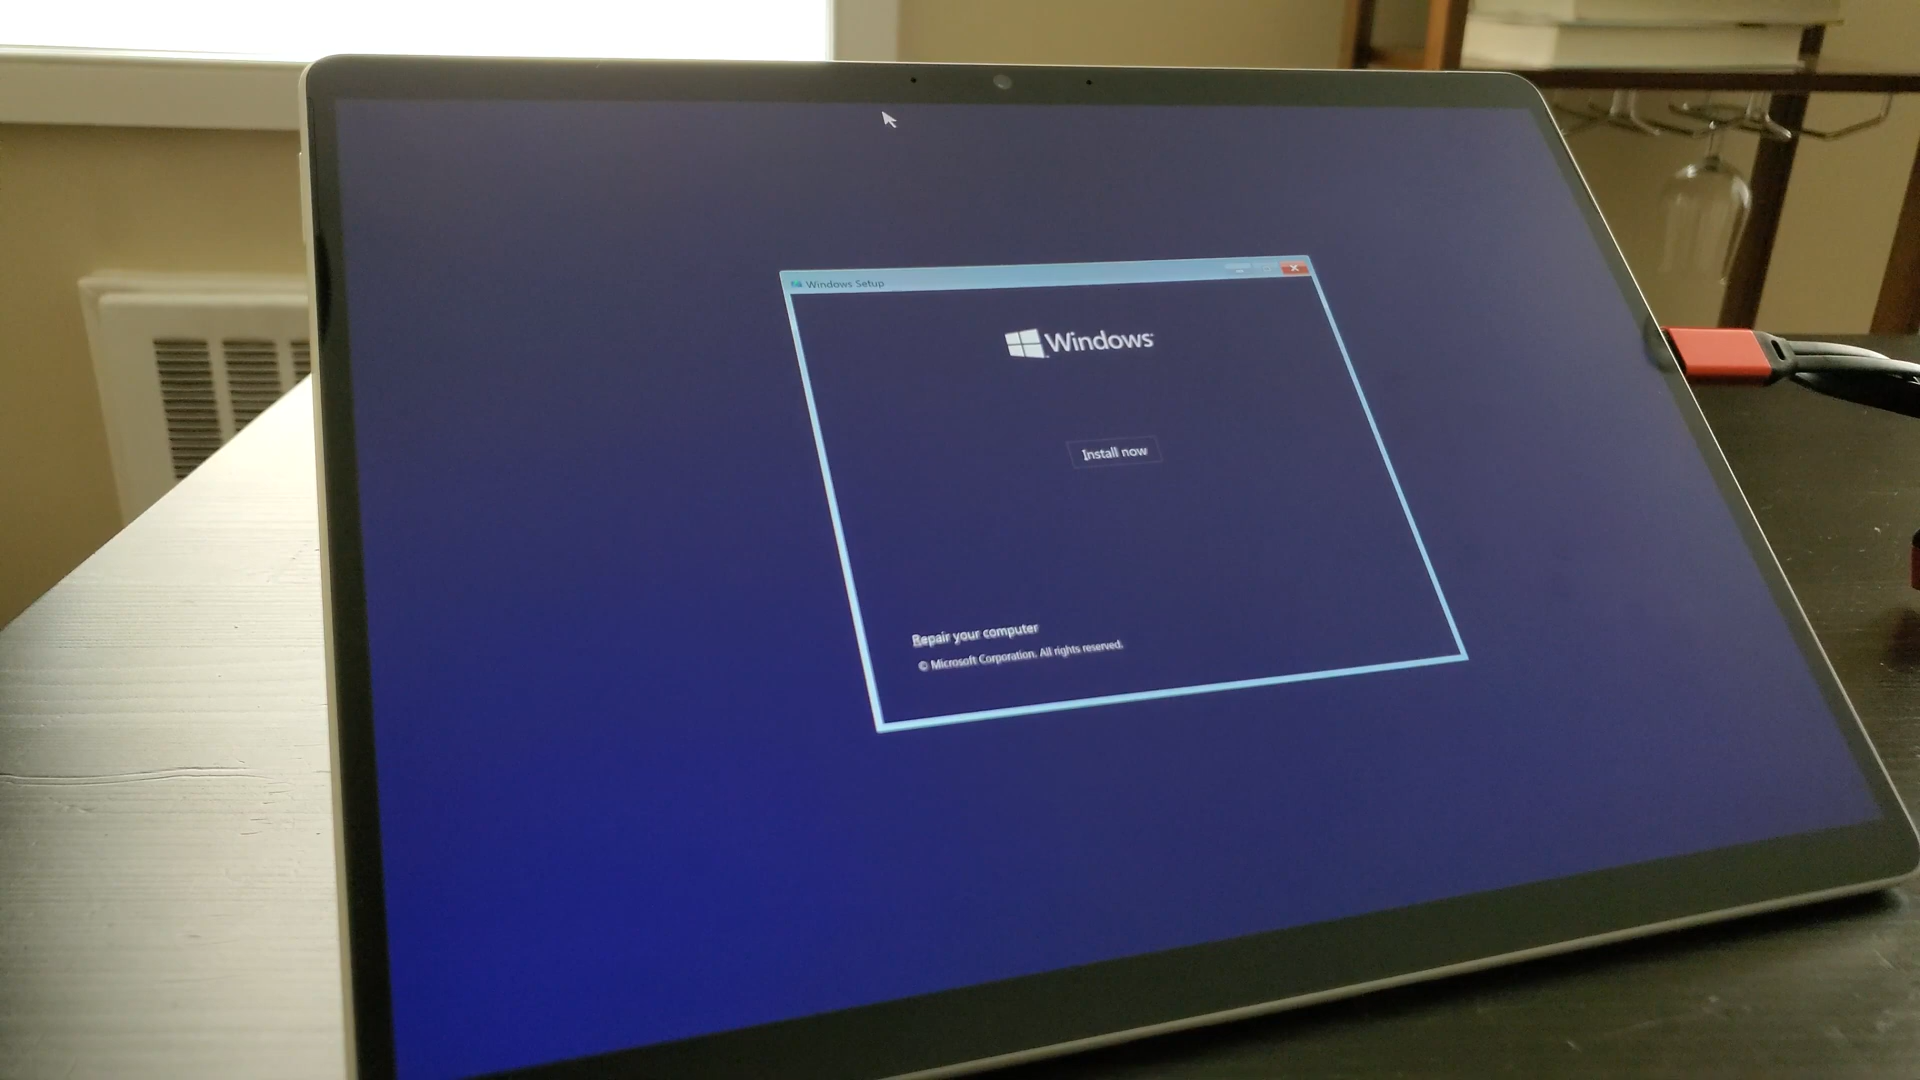 Windows Setup
Windows
Install now
Repair your computer
© Microsoft Corporation. All rights reserved.